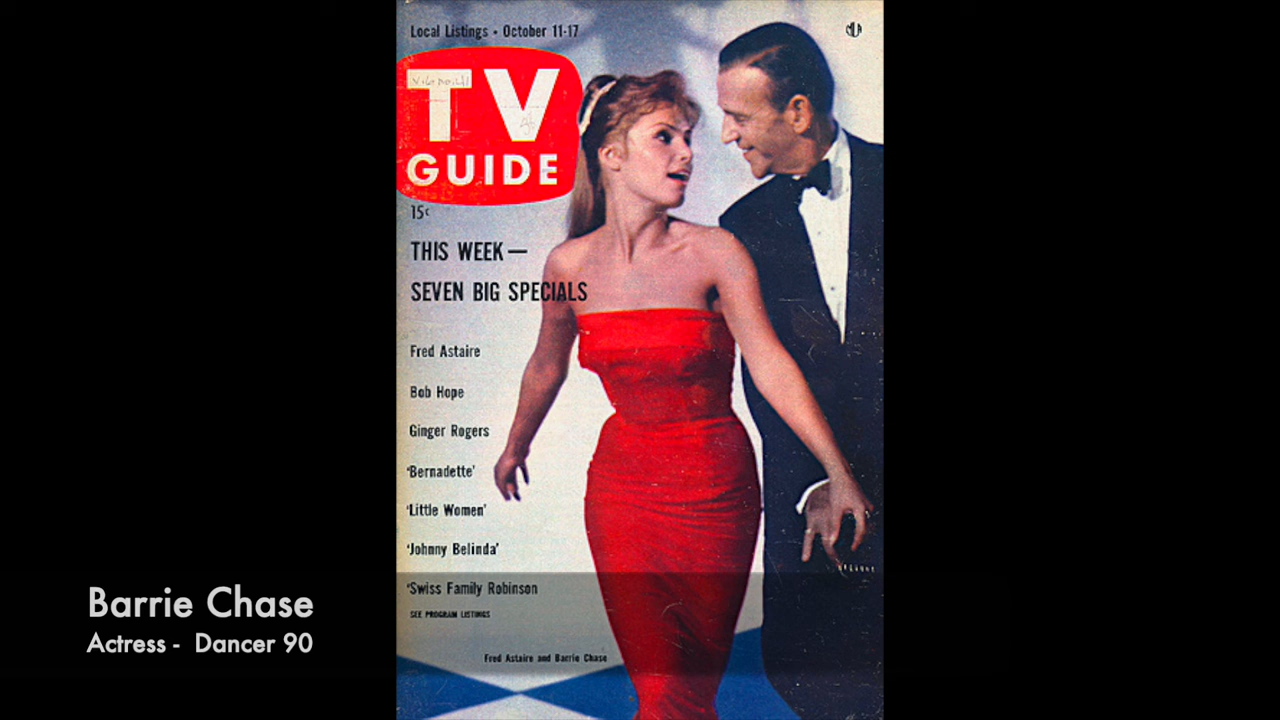 Local Listings • October 11-17
TV
GUIDE
15¢
THIS WEEK—
SEVEN BIG SPECIALS
Fred Astaire
Bob Hope
Ginger Rogers
'Bernadette'
'Little Women'
'Johnny Belinda'
'Swiss Family Robinson
SEE PROGRAM LISTINGS
Fred Astaire and Barrie Chase
Barrie Chase
Actress - Dancer 90